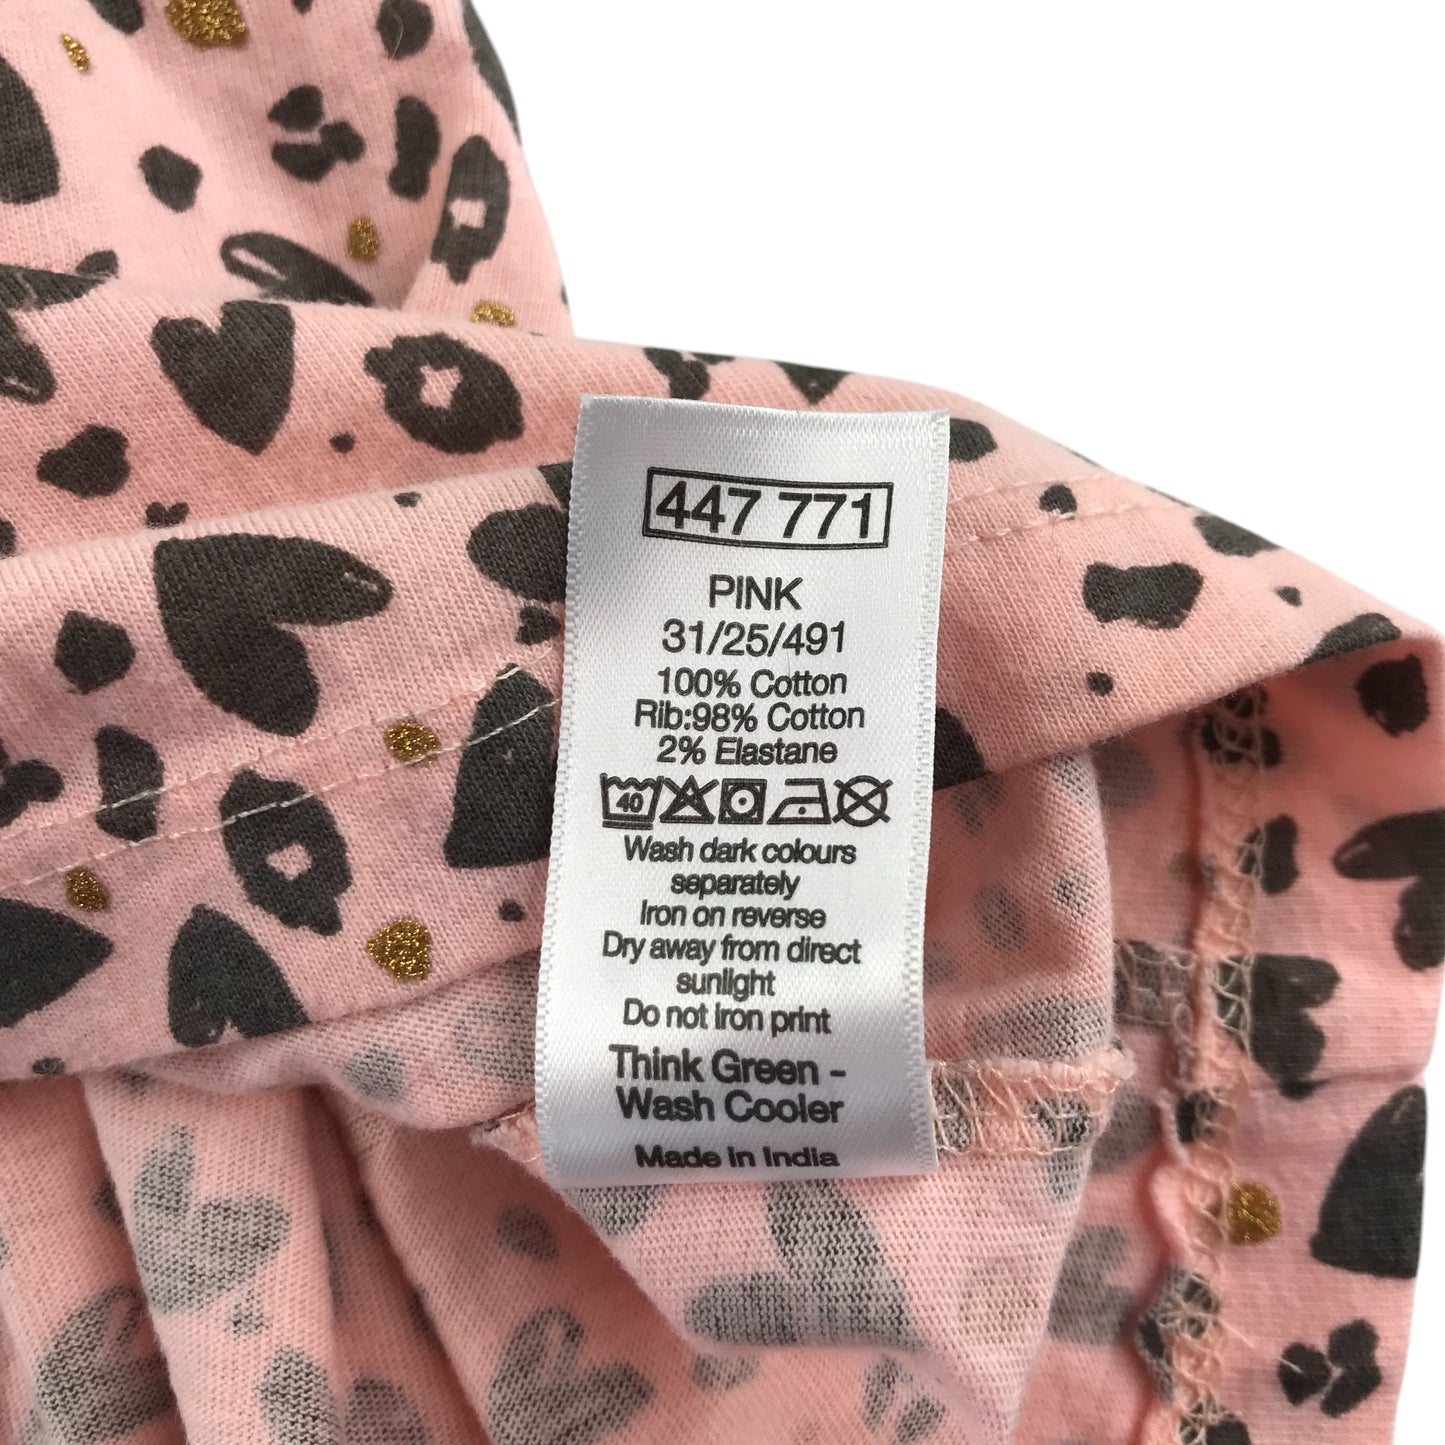 447 771
PINK
31/25/491
100% Cotton
Rib:98% Cotton
2% Elastane
40
Wash dark colours
separately
Iron on reverse
Dry away from direct
sunlight
Do not iron print
Think Green -
Wash Cooler
Made in India